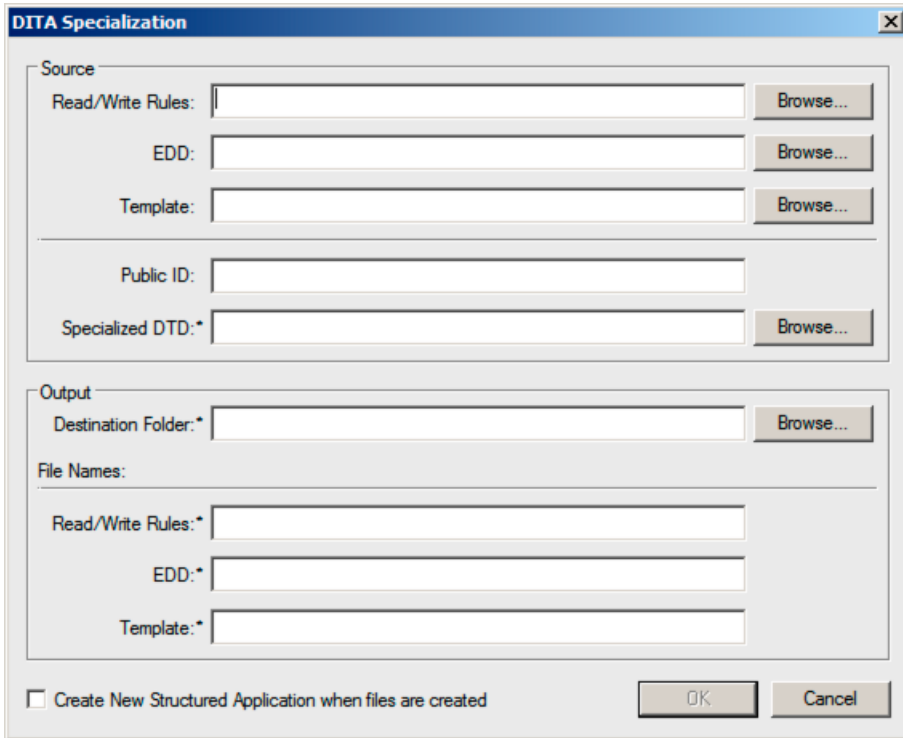 DITA Specialization
Source
Read/Write Rules: Browse...
EDD: Browse...
Template: Browse...
Public ID:
Specialized DTD:* Browse...
Output
Destination Folder:* Browse...
File Names:
Read/Write Rules:*
EDD:*
Template:*
Create New Structured Application when files are created OK Cancel